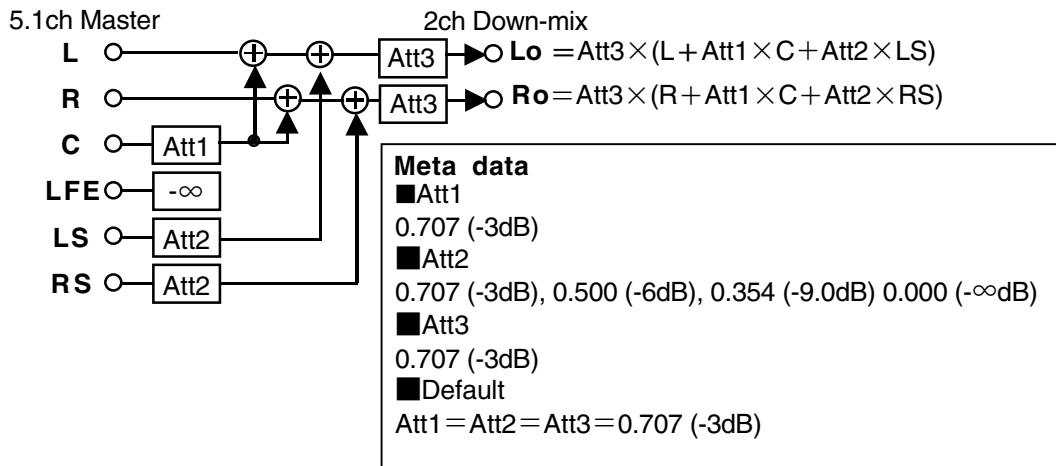 5.1ch Master 2ch Down-mix
L Att3 Lo=Att3×(L+Att1×C+Att2×LS)
R Att3 Ro=Att3×(R+Att1×C+Att2×RS)
C Att1
LFE -∞
LS Att2
RS Att2
Meta data
■Att1
0.707 (-3dB)
■Att2
0.707 (-3dB), 0.500 (-6dB), 0.354 (-9.0dB) 0.000 (-∞dB)
■Att3
0.707 (-3dB)
■Default
Att1=Att2=Att3=0.707 (-3dB)